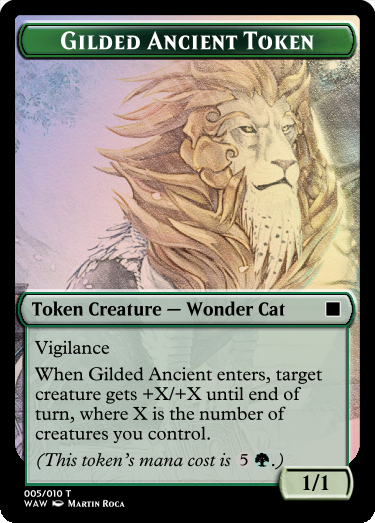 Gilded Ancient Token
Token Creature — Wonder Cat
Vigilance
When Gilded Ancient enters, target
creature gets +X/+X until end of
turn, where X is the number of
creatures you control.
(This token's mana cost is 5 .)
1/1
005/010 T
WAW Martin Roca